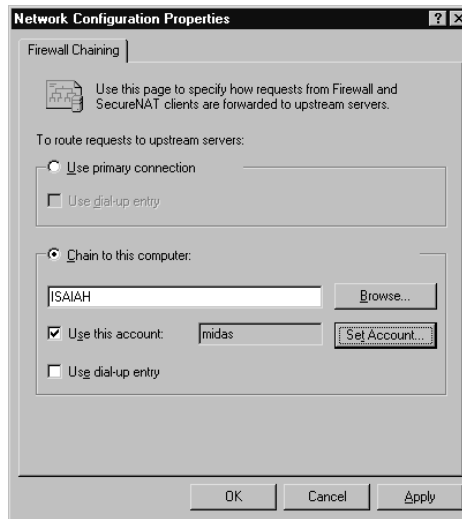 Network Configuration Properties
Firewall Chaining
Use this page to specify how requests from Firewall and
SecureNAT clients are forwarded to upstream servers.
To route requests to upstream servers:
Use primary connection
Use dial-up entry
Chain to this computer:
ISAIAH
Browse...
Use this account:
midas
Set Account...
Use dial-up entry
OK
Cancel
Apply